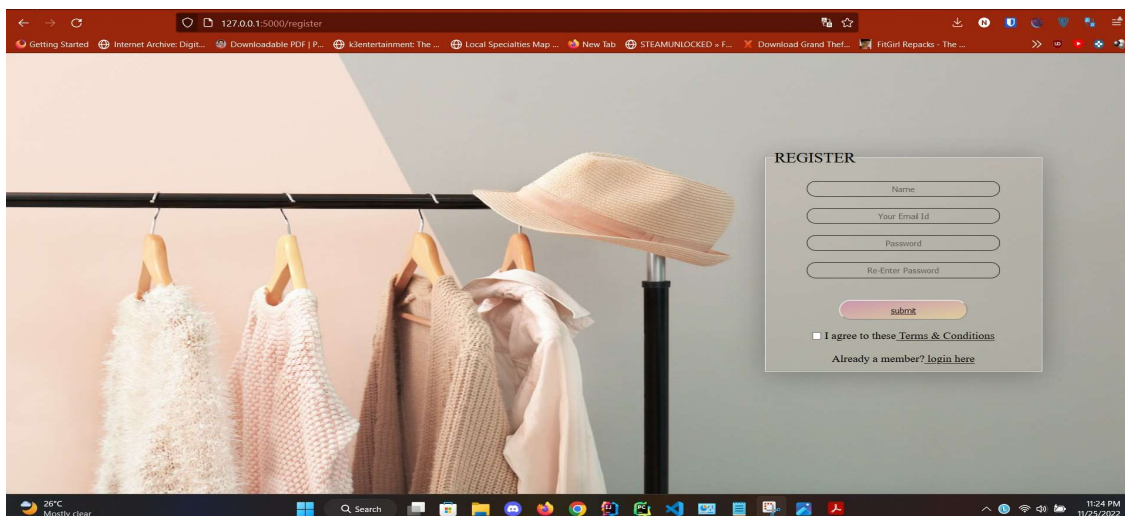 127.0.0.1:5000/register
Getting Started Internet Archive: Digit... Downloadable PDF | P... k3entertainment: The ... Local Specialties Map ... New Tab STEAMUNLOCKED » F... Download Grand Thef... FitGirl Repacks - The ...
REGISTER
Name
Your Email Id
Password
Re-Enter Password
submit
I agree to these Terms & Conditions
Already a member? login here
26°C
Mostly clear
Search
11:24 PM
11/25/2022